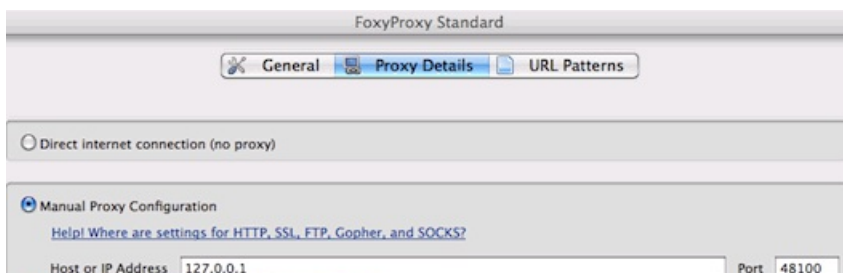 FoxyProxy Standard
General Proxy Details URL Patterns
Direct internet connection (no proxy)
Manual Proxy Configuration
Help! Where are settings for HTTP, SSL, FTP, Gopher, and SOCKS?
Host or IP Address 127.0.0.1 Port 48100